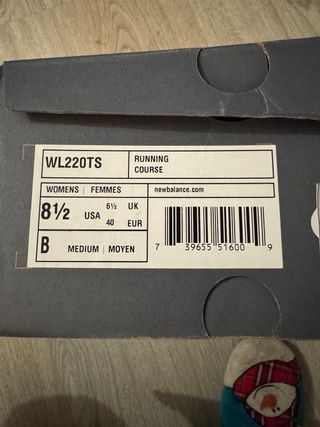 WL220TS
RUNNING
COURSE
WOMENS | FEMMES
newbalance.com
8½ USA 6½ UK
40 EUR
B MEDIUM | MOYEN
7 39655 51600 9